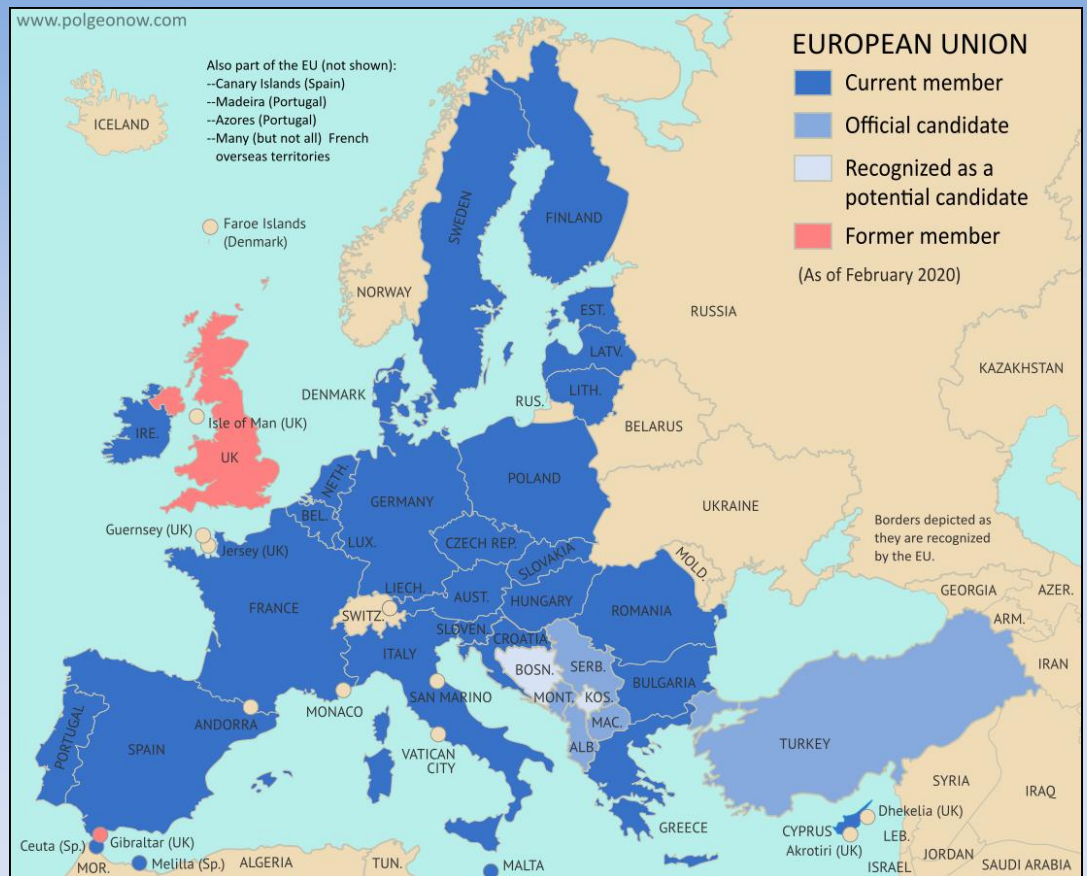 www.polgeonow.com
Also part of the EU (not shown):
--Canary Islands (Spain)
--Madeira (Portugal)
--Azores (Portugal)
--Many (but not all) French
overseas territories
EUROPEAN UNION
Current member
Official candidate
Recognized as a
potential candidate
Former member
(As of February 2020)
ICELAND
Faroe Islands
(Denmark)
SWEDEN
FINLAND
NORWAY
RUSSIA
EST.
LATV.
LITH.
RUS.
KAZAKHSTAN
DENMARK
BELARUS
IRE.
Isle of Man (UK)
UK
NETH.
BEL.
GERMANY
POLAND
UKRAINE
Guernsey (UK)
Jersey (UK)
LUX.
CZECH REP.
SLOVAKIA
MOLD.
Borders depicted as
they are recognized
by the EU.
FRANCE
LIECH.
SWITZ.
AUST.
HUNGARY
ROMANIA
GEORGIA
AZER.
ARM.
SLOVEN.
CROATIA
ITALY
BOSN.
SERB.
BULGARIA
IRAN
SAN MARINO
MONT.
KOS.
MONACO
ANDORRA
MAC.
ALB.
PORTUGAL
SPAIN
VATICAN
CITY
TURKEY
SYRIA
IRAQ
GREECE
CYPRUS
Dhekelia (UK)
Akrotiri (UK)
LEB.
Ceuta (Sp.)
Gibraltar (UK)
Melilla (Sp.)
MOR.
ALGERIA
TUN.
MALTA
ISRAEL
JORDAN
SAUDI ARABIA